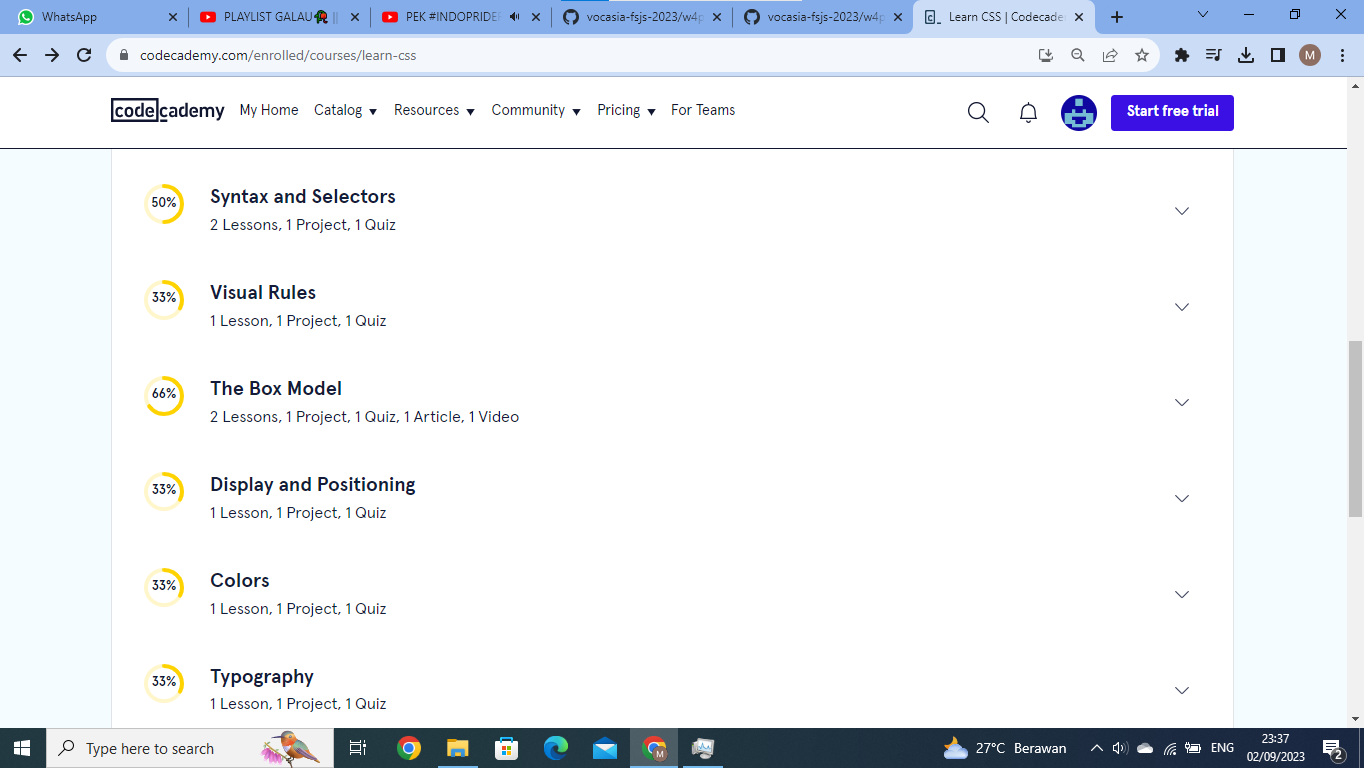 WhatsApp
PLAYLIST GALAU🥀 ||
PEK #INDOPRIDE
vocasia-fsjs-2023/w4p
vocasia-fsjs-2023/w4p
Learn CSS | Codecade
codecademy.com/enrolled/courses/learn-css
M
codecademy
My Home
Catalog
Resources
Community
Pricing
For Teams
Start free trial
50%
Syntax and Selectors
2 Lessons, 1 Project, 1 Quiz
33%
Visual Rules
1 Lesson, 1 Project, 1 Quiz
66%
The Box Model
2 Lessons, 1 Project, 1 Quiz, 1 Article, 1 Video
33%
Display and Positioning
1 Lesson, 1 Project, 1 Quiz
33%
Colors
1 Lesson, 1 Project, 1 Quiz
33%
Typography
1 Lesson, 1 Project, 1 Quiz
Type here to search
M
27°C Berawan
ENG
23:37
02/09/2023
2